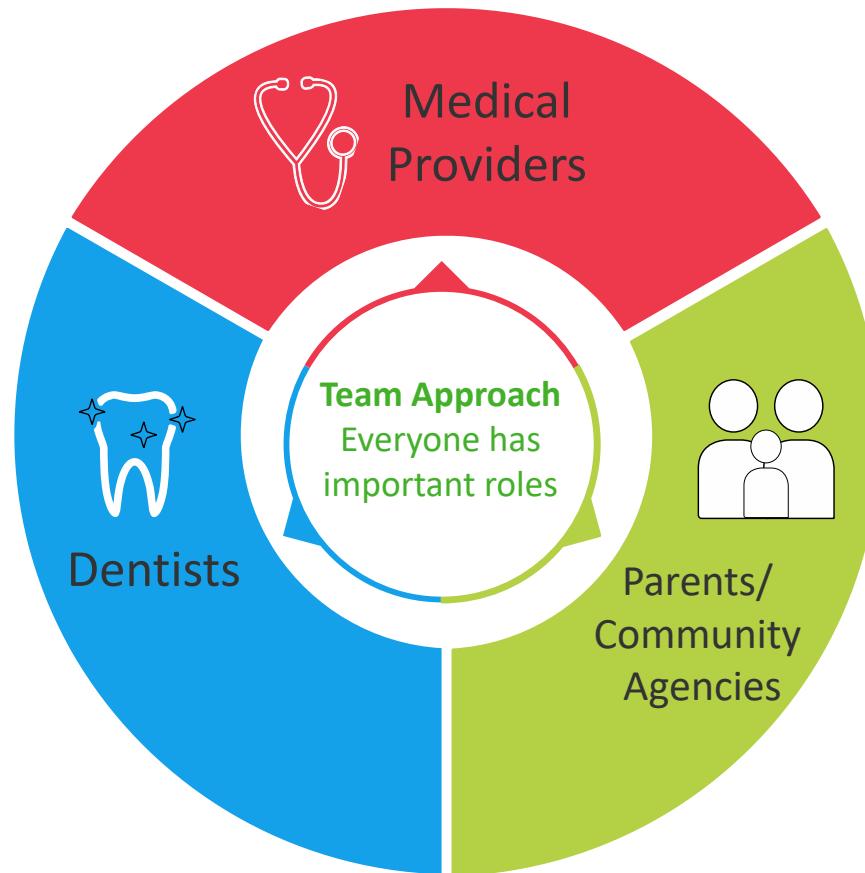 Medical
Providers
Team Approach
Everyone has
important roles
Dentists
Parents/
Community
Agencies